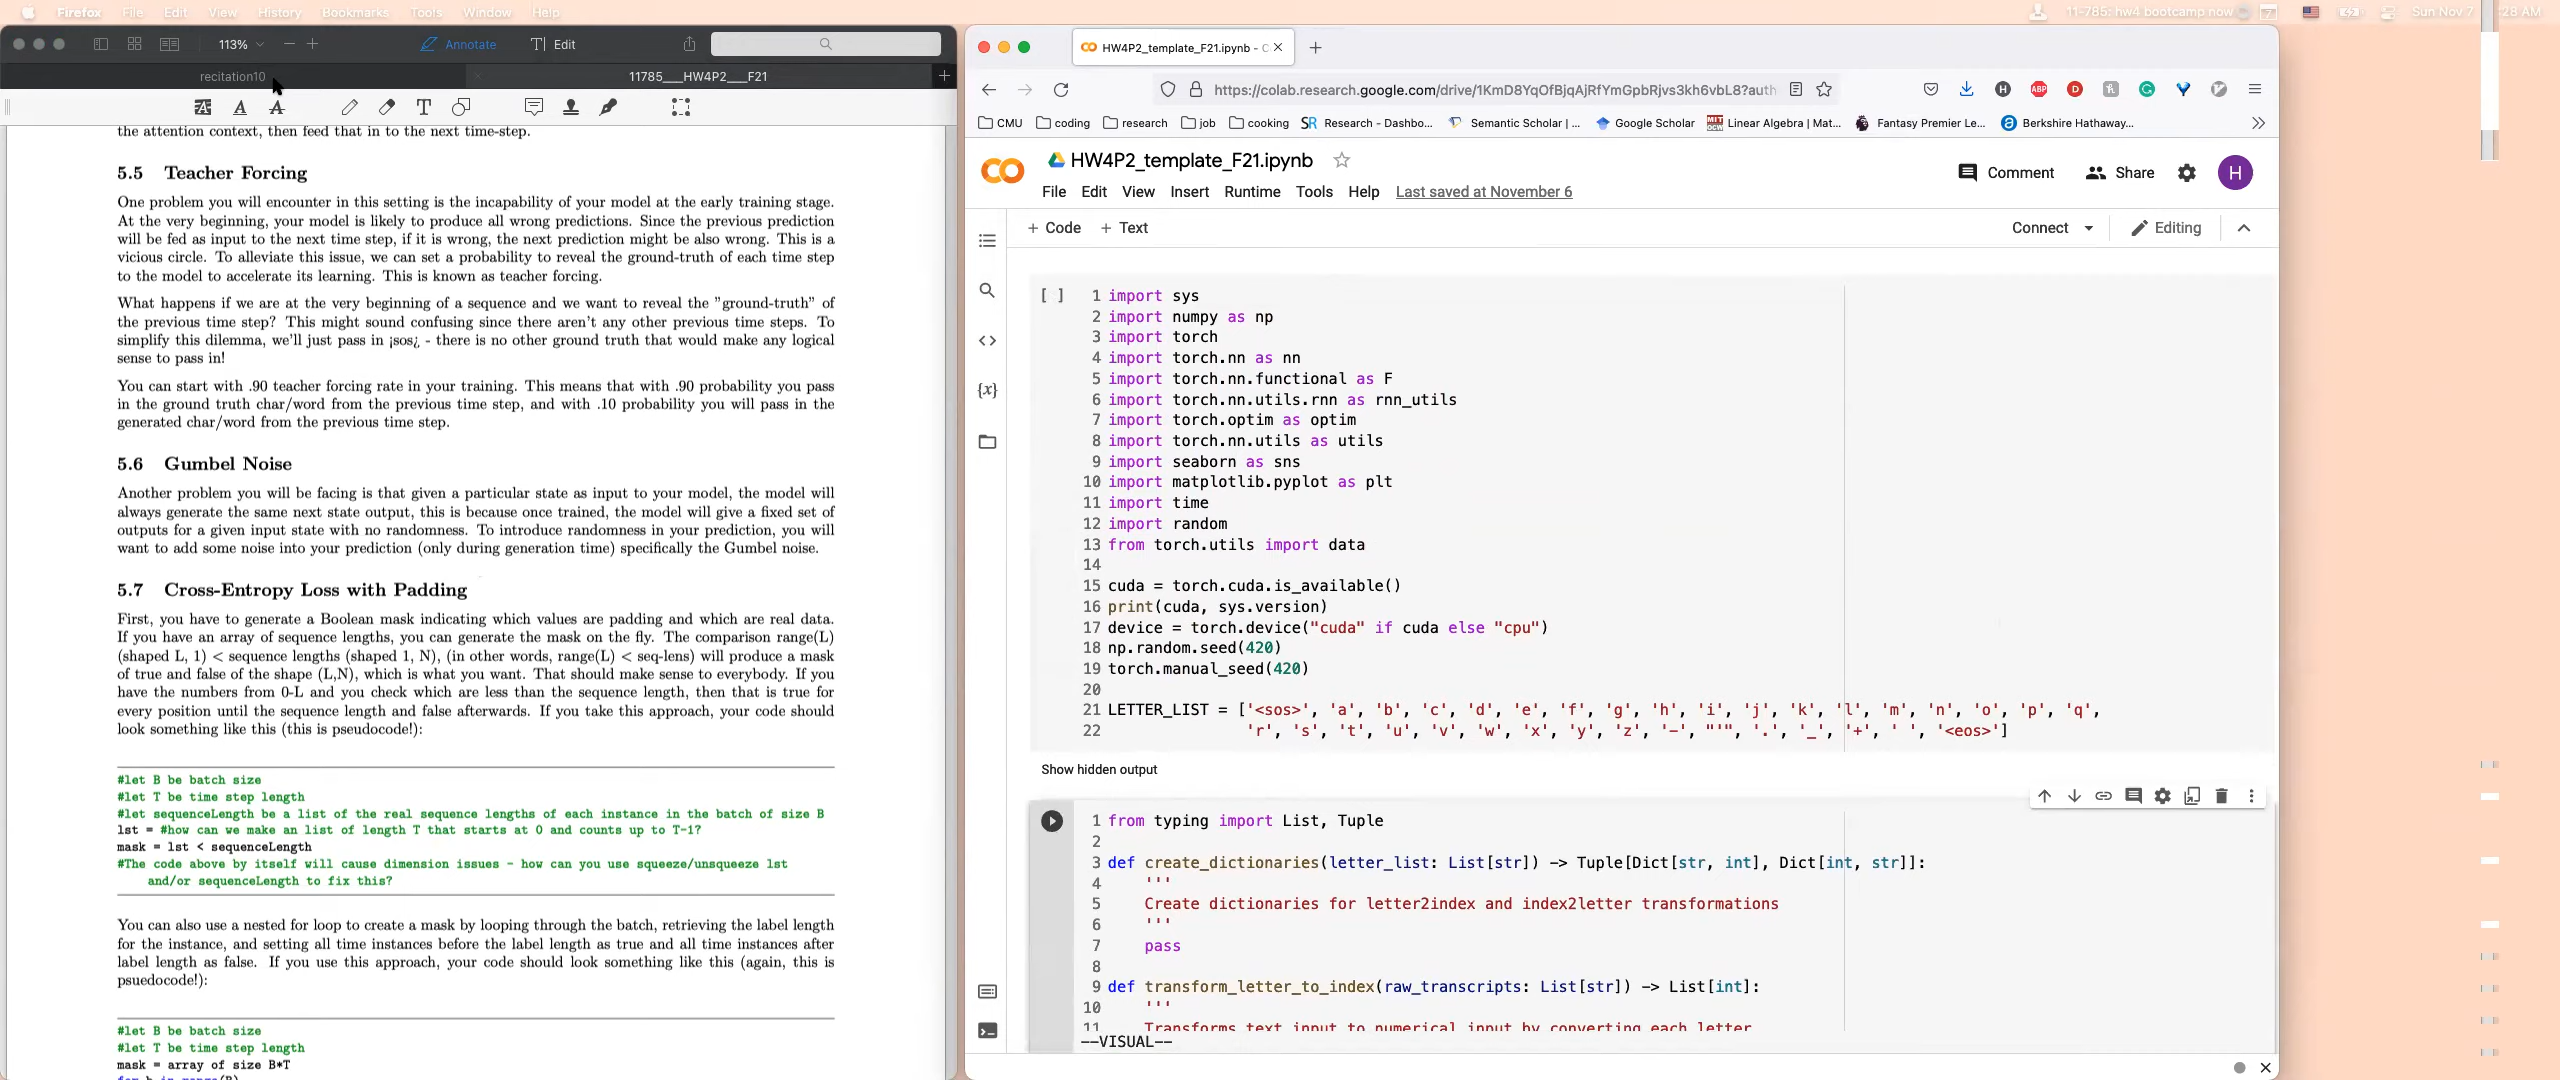 Firefox File Edit View History Bookmarks Tools Window Help
11-785: hw4 bootcamp now
Sun Nov 7
28 AM
113%
Annotate
Edit
recitation10
11785___HW4P2___F21
the attention context, then feed that in to the next time-step.
5.5 Teacher Forcing
One problem you will encounter in this setting is the incapability of your model at the early training stage.
At the very beginning, your model is likely to produce all wrong predictions. Since the previous prediction
will be fed as input to the next time step, if it is wrong, the next prediction might be also wrong. This is a
vicious circle. To alleviate this issue, we can set a probability to reveal the ground-truth of each time step
to the model to accelerate its learning. This is known as teacher forcing.
What happens if we are at the very beginning of a sequence and we want to reveal the "ground-truth" of
the previous time step? This might sound confusing since there aren't any other previous time steps. To
simplify this dilemma, we'll just pass in ¡sos¿ - there is no other ground truth that would make any logical
sense to pass in!
You can start with .90 teacher forcing rate in your training. This means that with .90 probability you pass
in the ground truth char/word from the previous time step, and with .10 probability you will pass in the
generated char/word from the previous time step.
5.6 Gumbel Noise
Another problem you will be facing is that given a particular state as input to your model, the model will
always generate the same next state output, this is because once trained, the model will give a fixed set of
outputs for a given input state with no randomness. To introduce randomness in your prediction, you will
want to add some noise into your prediction (only during generation time) specifically the Gumbel noise.
5.7 Cross-Entropy Loss with Padding
First, you have to generate a Boolean mask indicating which values are padding and which are real data.
If you have an array of sequence lengths, you can generate the mask on the fly. The comparison range(L)
(shaped L, 1) < sequence lengths (shaped 1, N), (in other words, range(L) < seq-lens) will produce a mask
of true and false of the shape (L,N), which is what you want. That should make sense to everybody. If you
have the numbers from 0-L and you check which are less than the sequence length, then that is true for
every position until the sequence length and false afterwards. If you take this approach, your code should
look something like this (this is pseudocode!):
#let B be batch size
#let T be time step length
#let sequenceLength be a list of the real sequence lengths of each instance in the batch of size B
lst = #how can we make an list of length T that starts at 0 and counts up to T-1?
mask = lst < sequenceLength
#The code above by itself will cause dimension issues - how can you use squeeze/unsqueeze lst
and/or sequenceLength to fix this?
You can also use a nested for loop to create a mask by looping through the batch, retrieving the label length
for the instance, and setting all time instances before the label length as true and all time instances after
label length as false. If you use this approach, your code should look something like this (again, this is
psuedocode!):
#let B be batch size
#let T be time step length
mask = array of size B*T
for b in range(B)
HW4P2_template_F21.ipynb - C
https://colab.research.google.com/drive/1KmD8YqOfBjqAjRfYmGpbRjvs3kh6vbL8?auth
CMU coding research job cooking Research - Dashbo... Semantic Scholar | ... Google Scholar Linear Algebra | Mat... Fantasy Premier Le... Berkshire Hathaway...
HW4P2_template_F21.ipynb
Comment Share H
File Edit View Insert Runtime Tools Help Last saved at November 6
+ Code + Text
Connect Editing
[ ]
1 import sys
2 import numpy as np
3 import torch
4 import torch.nn as nn
5 import torch.nn.functional as F
6 import torch.nn.utils.rnn as rnn_utils
7 import torch.optim as optim
8 import torch.nn.utils as utils
9 import seaborn as sns
10 import matplotlib.pyplot as plt
11 import time
12 import random
13 from torch.utils import data
14
15 cuda = torch.cuda.is_available()
16 print(cuda, sys.version)
17 device = torch.device("cuda" if cuda else "cpu")
18 np.random.seed(420)
19 torch.manual_seed(420)
20
21 LETTER_LIST = ['<sos>', 'a', 'b', 'c', 'd', 'e', 'f', 'g', 'h', 'i', 'j', 'k', 'l', 'm', 'n', 'o', 'p', 'q',
22 'r', 's', 't', 'u', 'v', 'w', 'x', 'y', 'z', '-', "'", '.', '_', '+', ' ', '<eos>']
Show hidden output
1 from typing import List, Tuple
2
3 def create_dictionaries(letter_list: List[str]) -> Tuple[Dict[str, int], Dict[int, str]]:
4 '''
5 Create dictionaries for letter2index and index2letter transformations
6 '''
7 pass
8
9 def transform_letter_to_index(raw_transcripts: List[str]) -> List[int]:
10 '''
11 Transforms text input to numerical input by converting each letter
--VISUAL--